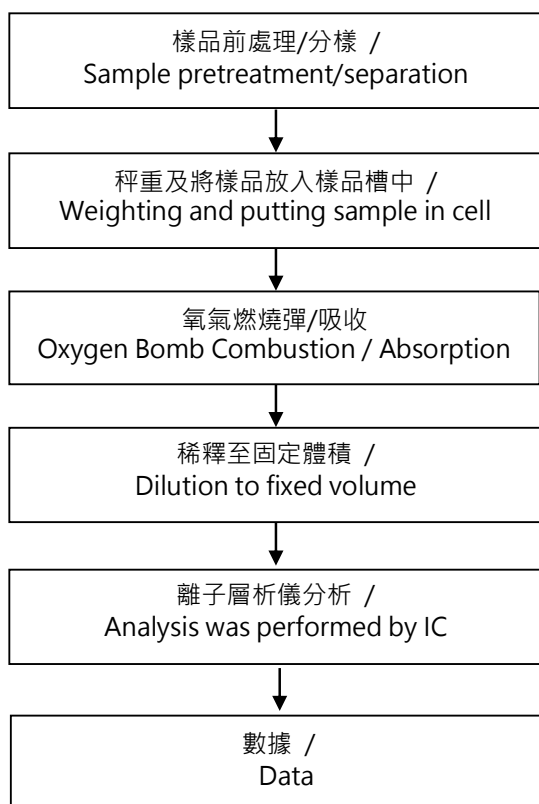 樣品前處理/分樣 /
Sample pretreatment/separation
秤重及將樣品放入樣品槽中 /
Weighting and putting sample in cell
氧氣燃燒彈/吸收
Oxygen Bomb Combustion / Absorption
稀釋至固定體積 /
Dilution to fixed volume
離子層析儀分析 /
Analysis was performed by IC
數據 /
Data